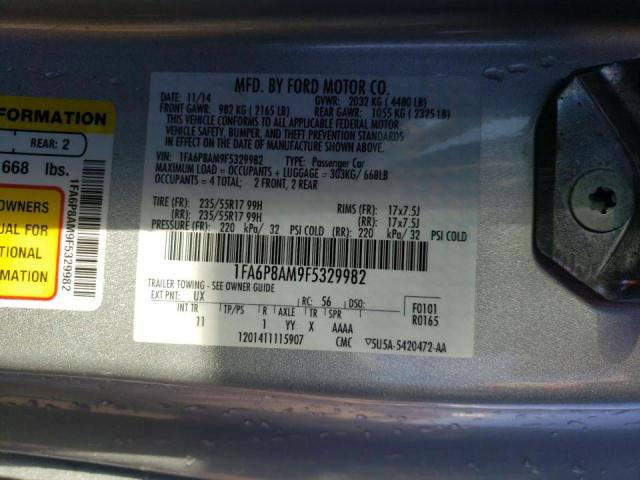 MFD. BY FORD MOTOR CO.
DATE: 11/14 GVWR: 2032 KG ( 4480 LB)
FRONT GAWR: 982 KG ( 2165 LB) REAR GAWR: 1055 KG ( 2325 LB)
THIS VEHICLE CONFORMS TO ALL APPLICABLE FEDERAL MOTOR
VEHICLE SAFETY, BUMPER, AND THEFT PREVENTION STANDARDS
IN EFFECT ON THE DATE OF MANUFACTURE SHOWN ABOVE.
VIN: 1FA6P8AM9F5329982 TYPE: Passenger Car
MAXIMUM LOAD = OCCUPANTS + LUGGAGE = 303KG/ 668LB
OCCUPANTS = 4 TOTAL; 2 FRONT, 2 REAR
TIRE (FR): 235/55R17 99H RIMS (FR): 17x7.5J
(RR): 235/55R17 99H (RR): 17x7.5J
PRESSURE (FR): 220 kPa/ 32 PSI COLD (RR): 220 kPa/ 32 PSI COLD
1FA6P8AM9F5329982
TRAILER TOWING - SEE OWNER GUIDE
EXT PNT: UX RC: 56 DSO: F0101
INT TR TP/PS R AXLE TR SPR R0165
11 1 YY X AAAA
1201411115907 CMC ▽5U5A-5420472-AA
FORMATION
REAR: 2
668 lbs.
OWNERS
UAL FOR
TIONAL
MATION
1FA6P8AM9F5329982